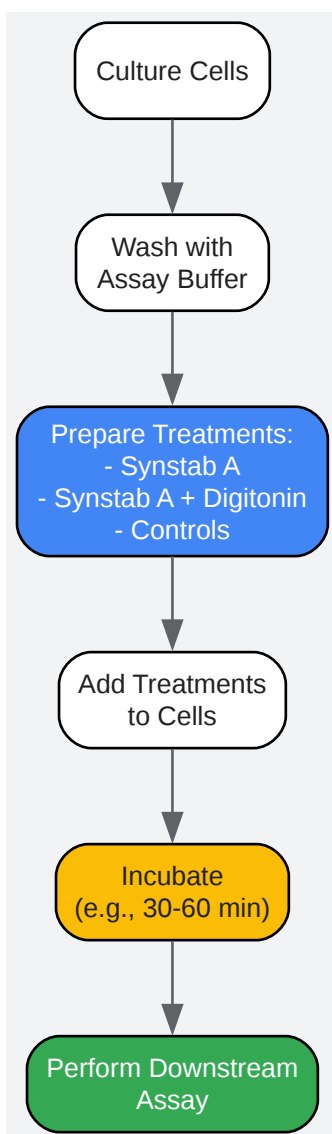 Culture Cells
Wash with
Assay Buffer
Prepare Treatments:
- Synstab A
- Synstab A + Digitonin
- Controls
Add Treatments
to Cells
Incubate
(e.g., 30-60 min)
Perform Downstream
Assay